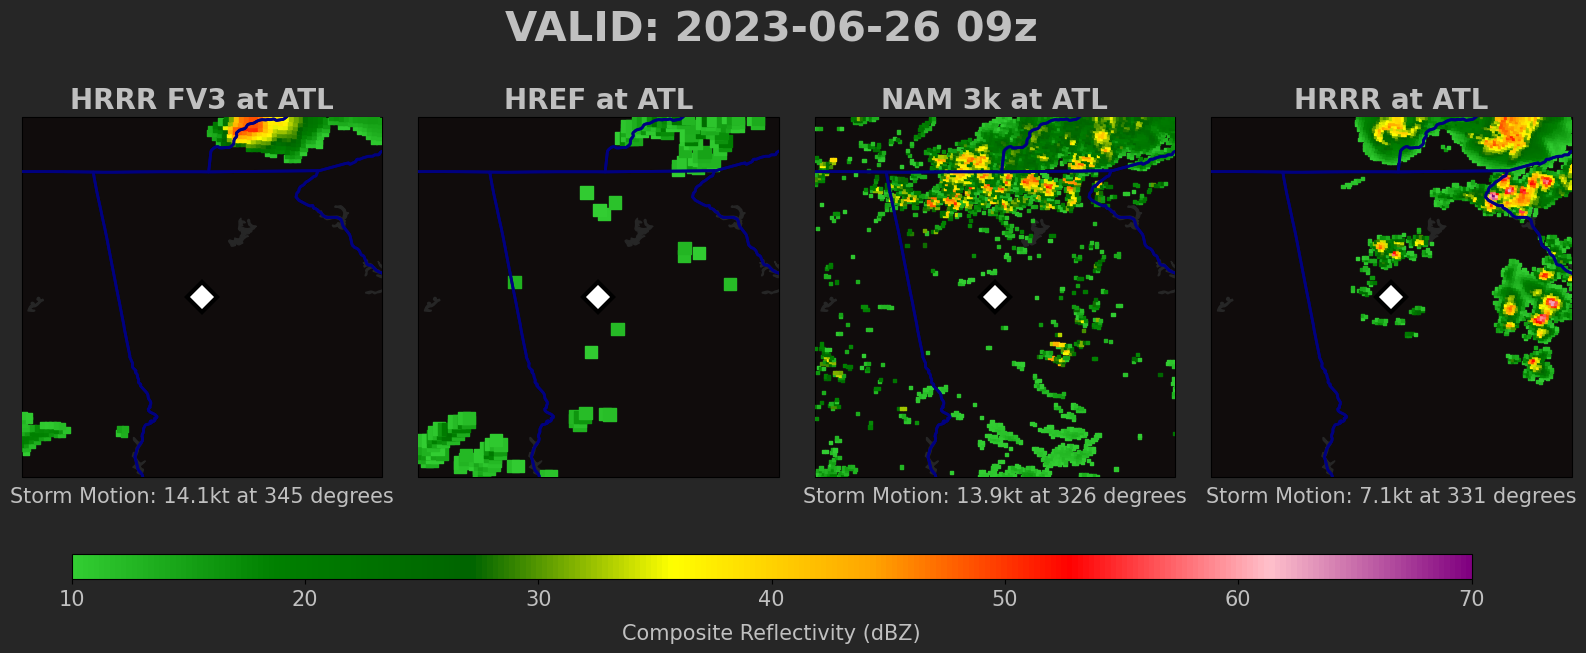 VALID: 2023-06-26 09z
HRRR FV3 at ATL
HREF at ATL
NAM 3k at ATL
HRRR at ATL
Storm Motion: 14.1kt at 345 degrees
Storm Motion: 13.9kt at 326 degrees
Storm Motion: 7.1kt at 331 degrees
10 20 30 40 50 60 70
Composite Reflectivity (dBZ)